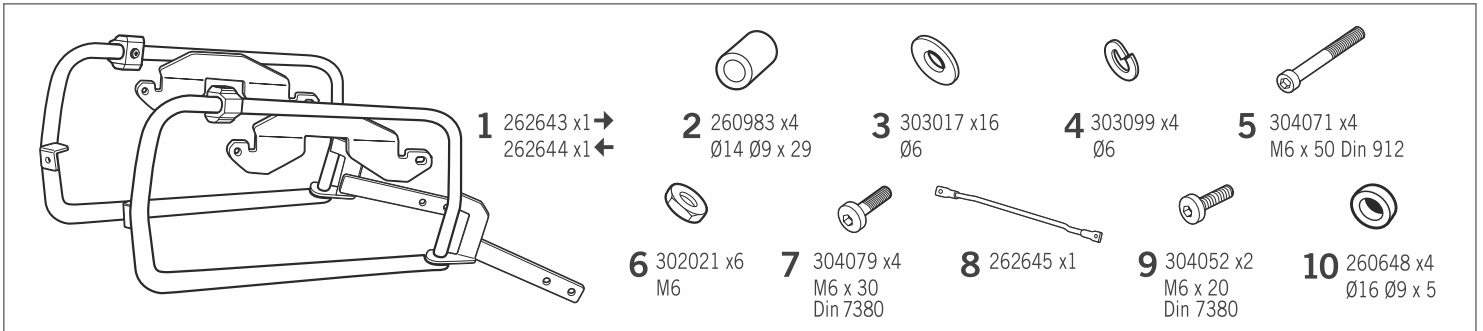 1 262643 x1➔
262644 x1🡸
2 260983 x4
Ø14 Ø9 x 29
3 303017 x16
Ø6
4 303099 x4
Ø6
5 304071 x4
M6 x 50 Din 912
6 302021 x6
M6
7 304079 x4
M6 x 30
Din 7380
8 262645 x1
9 304052 x2
M6 x 20
Din 7380
10 260648 x4
Ø16 Ø9 x 5